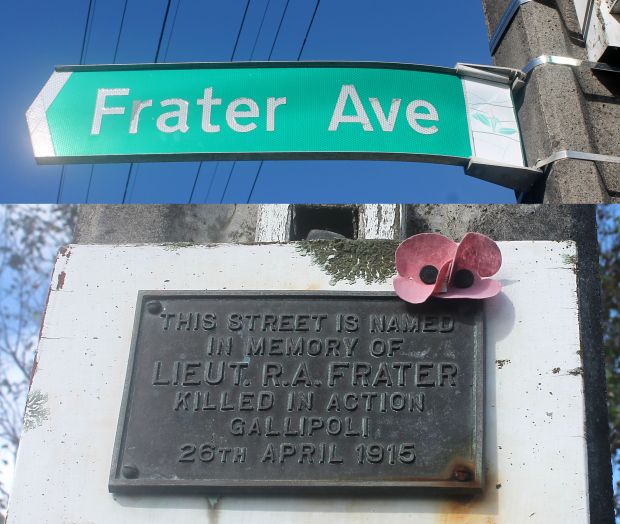 Frater Ave
THIS STREET IS NAMED
IN MEMORY OF
LIEUT. R.A. FRATER
KILLED IN ACTION
GALLIPOLI
26TH APRIL 1915